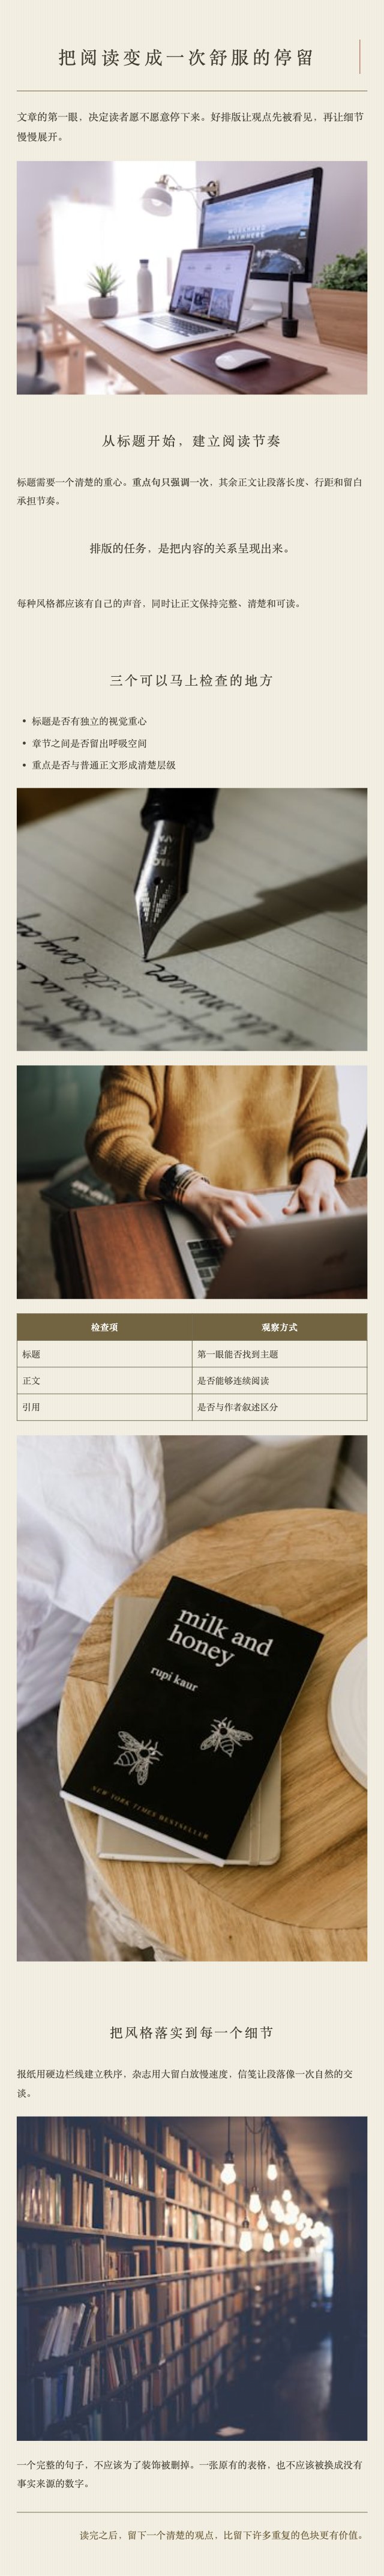 把阅读变成一次舒服的停留
文章的第一眼，决定读者愿不愿意停下来。好排版让观点先被看见，再让细节
慢慢展开。
从标题开始，建立阅读节奏
标题需要一个清楚的重心。重点句只强调一次，其余正文让段落长度、行距和留白
承担节奏。
排版的任务，是把内容的关系呈现出来。
每种风格都应该有自己的声音，同时让正文保持完整、清楚和可读。
三个可以马上检查的地方
• 标题是否有独立的视觉重心
• 章节之间是否留出呼吸空间
• 重点是否与普通正文形成清楚层级
检查项 观察方式
标题 第一眼能否找到主题
正文 是否能够连续阅读
引用 是否与作者叙述区分
milk and
honey
rupi kaur
NEW YORK TIMES BESTSELLER
把风格落实到每一个细节
报纸用硬边栏线建立秩序，杂志用大留白放慢速度，信笺让段落像一次自然的交
谈。
一个完整的句子，不应该为了装饰被删掉。一张原有的表格，也不应该被换成没有
事实来源的数字。
读完之后，留下一个清楚的观点，比留下许多重复的色块更有价值。